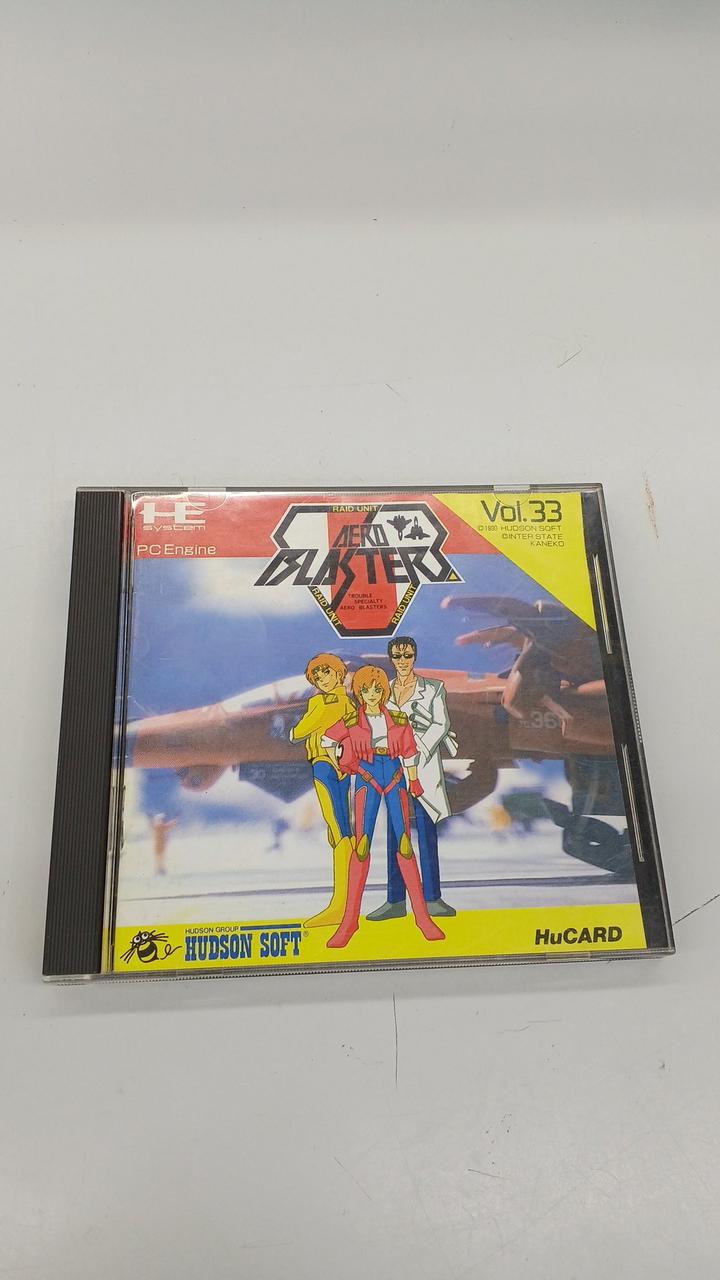 HE
system
PC Engine
RAID UNIT
AERO
BLASTERS
TROUBLE
SPECIALTY
AERO BLASTERS
RAID UNIT
RAID UNIT
Vol.33
©1990 HUDSON SOFT
©INTER STATE
KANEKO
36
HUDSON GROUP
HUDSON SOFT®
HuCARD